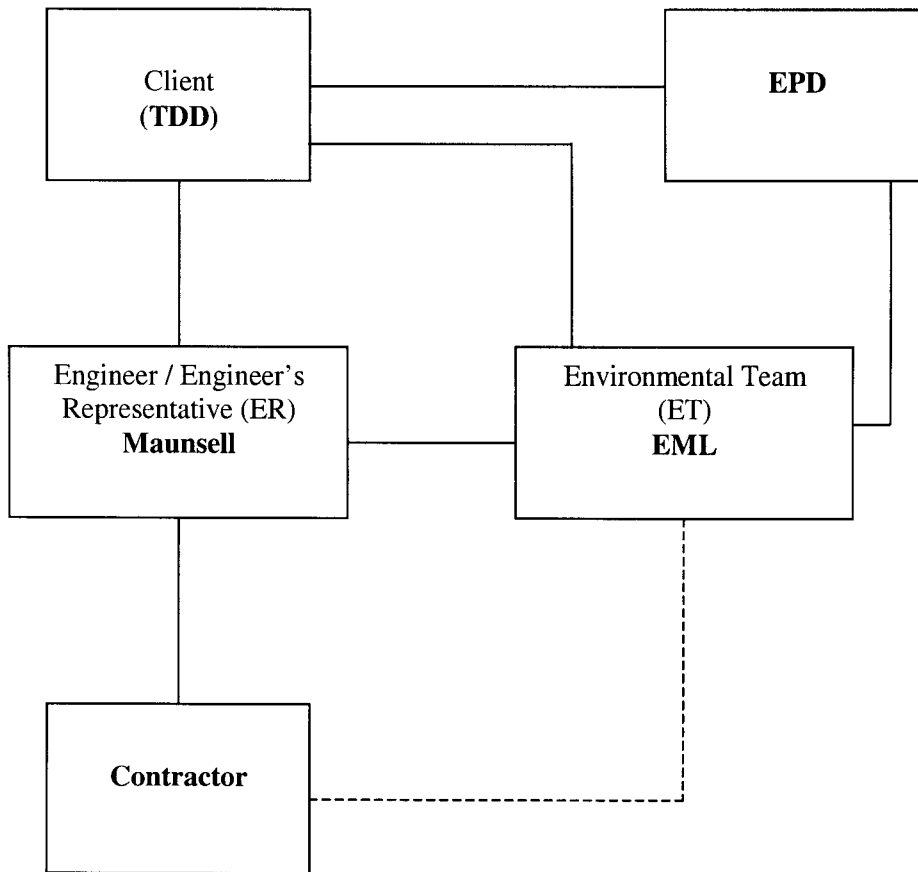 Client
(TDD)
EPD
Engineer / Engineer's
Representative (ER)
Maunsell
Environmental Team
(ET)
EML
Contractor